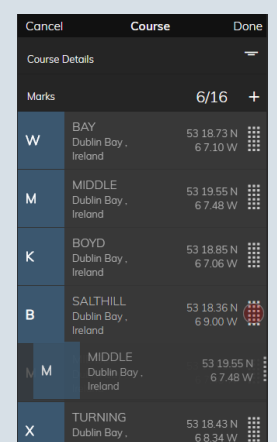 Cancel Course Done
Course Details
Marks 6/16 +
BAY
W Dublin Bay , 53 18.73 N
Ireland 6 7.10 W
MIDDLE
M Dublin Bay , 53 19.55 N
Ireland 6 7.48 W
BOYD
K Dublin Bay , 53 18.85 N
Ireland 6 7.06 W
SALTHILL
B Dublin Bay , 53 18.36 N
Ireland 6 9.00 W
MIDDLE
M M Dublin Bay , 53 19.55 N
Ireland 6 7.48 W
TURNING
X Dublin Bay , 53 18.43 N
6 8.34 W